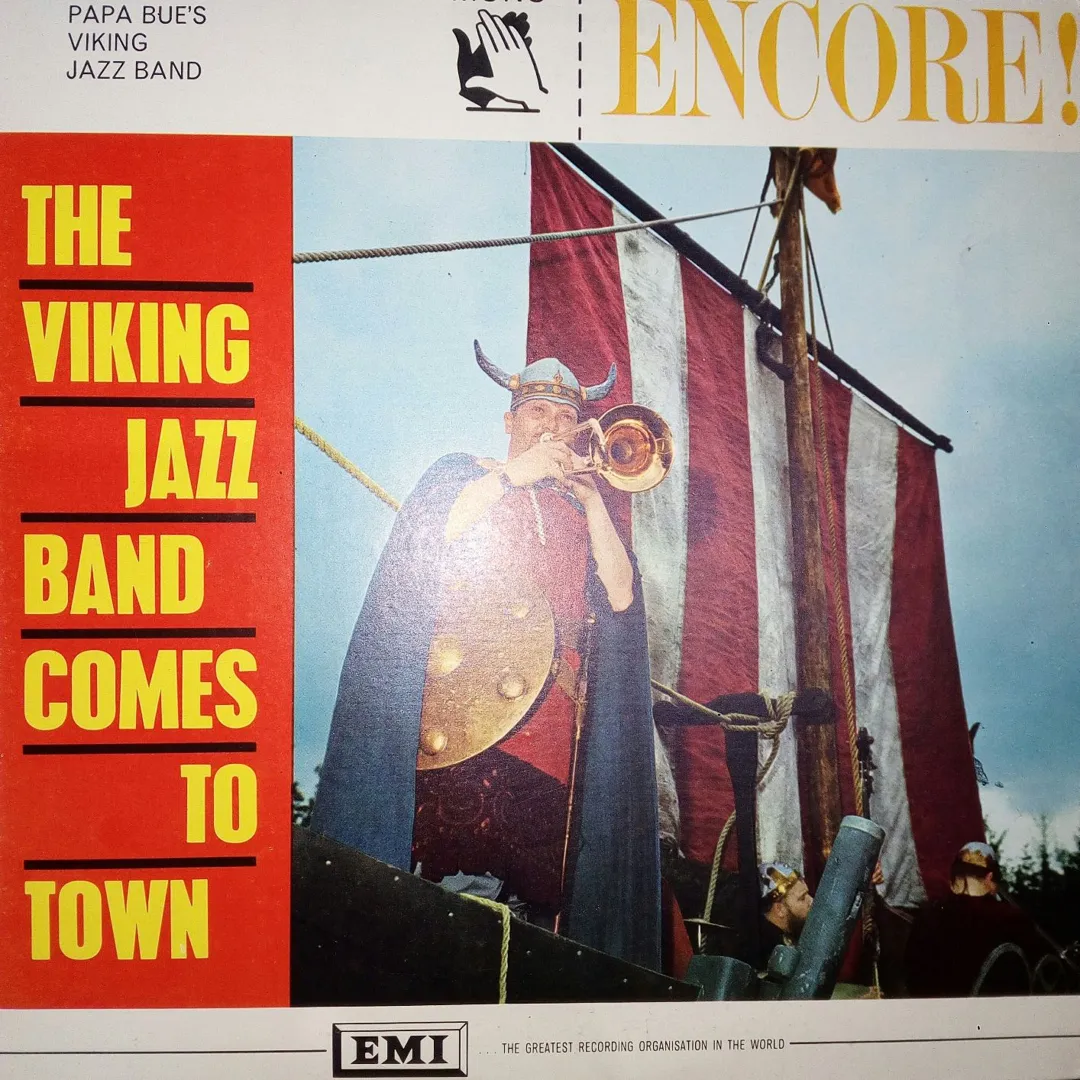 PAPA BUE'S
VIKING
JAZZ BAND
MONO
ENCORE!
THE
VIKING
JAZZ
BAND
COMES
TO
TOWN
EMI
... THE GREATEST RECORDING ORGANISATION IN THE WORLD